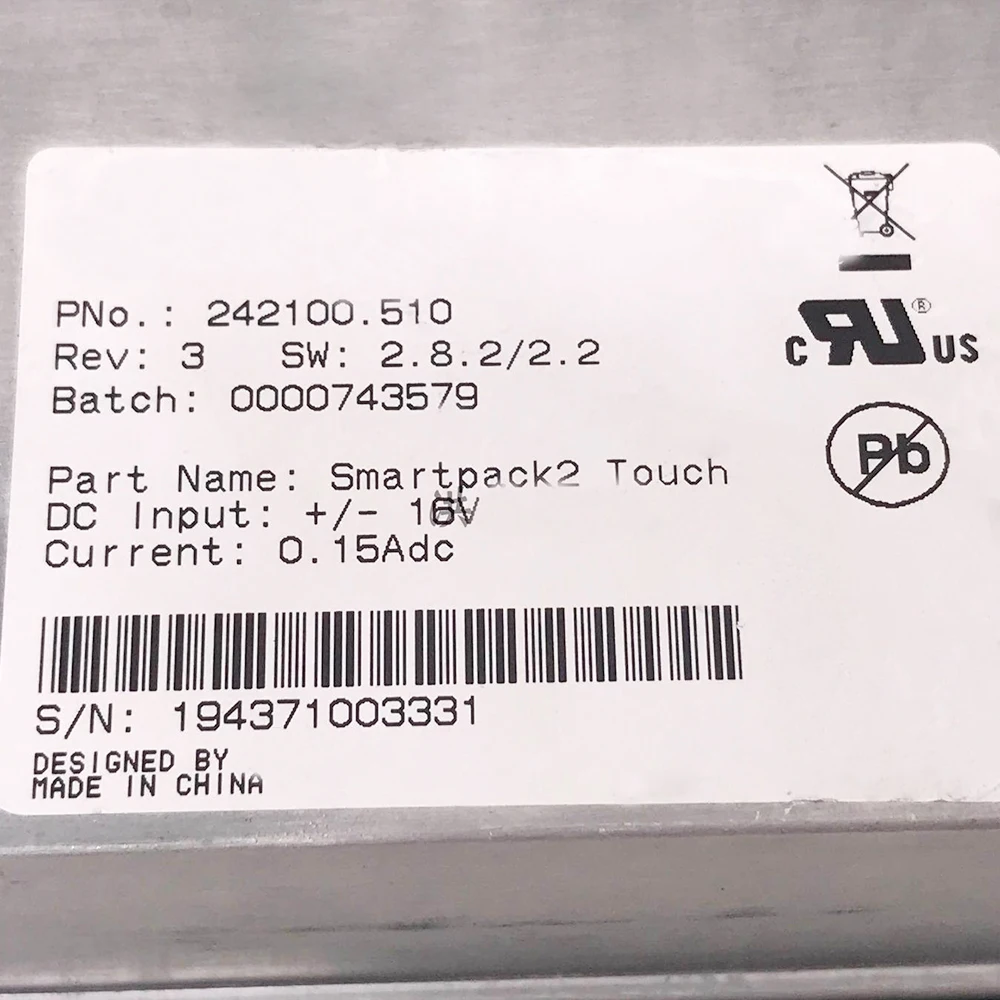 PNo.: 242100.510
Rev: 3 SW: 2.8.2/2.2
Batch: 0000743579
Part Name: Smartpack2 Touch
DC Input: +/- 16V
Current: 0.15Adc
S/N: 194371003331
DESIGNED BY
MADE IN CHINA
c RU ® US
Pb